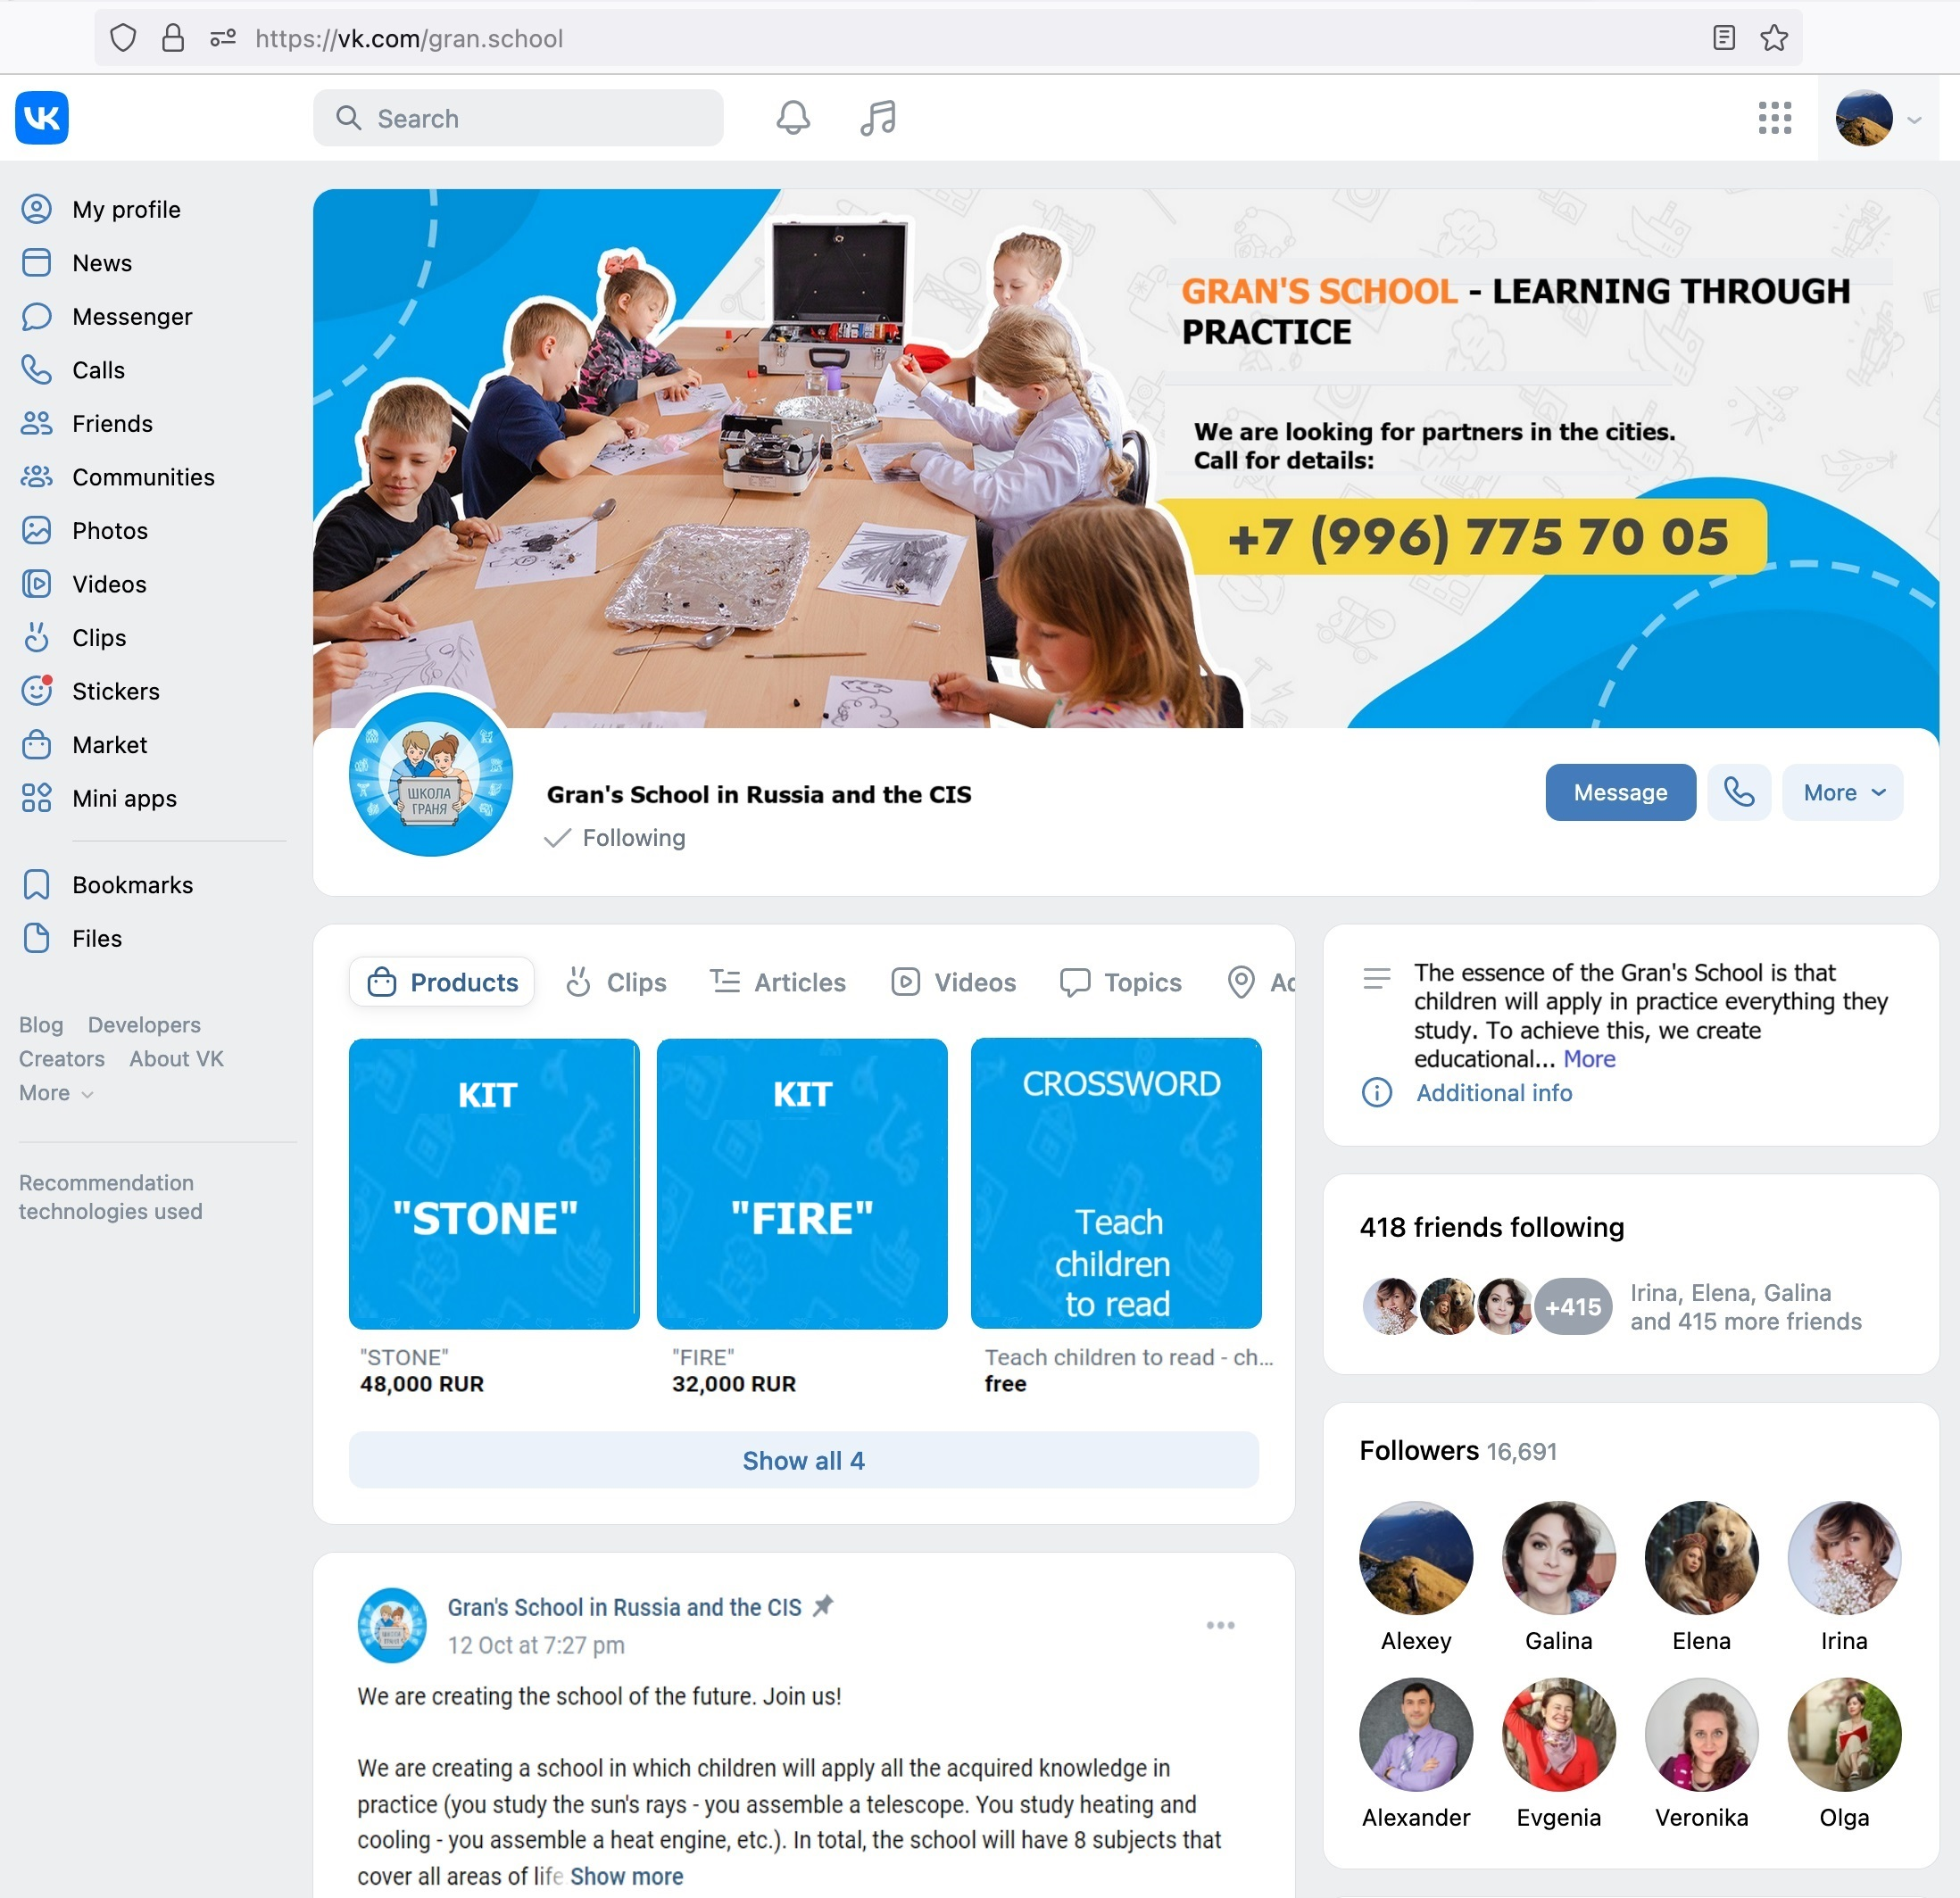 https://vk.com/gran.school
VK
Search
My profile
News
Messenger
Calls
Friends
Communities
Photos
Videos
Clips
Stickers
Market
Mini apps
Bookmarks
Files
Blog Developers
Creators About VK
More
Recommendation
technologies used
GRAN'S SCHOOL - LEARNING THROUGH
PRACTICE
We are looking for partners in the cities.
Call for details:
+7 (996) 775 70 05
ШКОЛА
ГРАНЯ
Gran's School in Russia and the CIS
Following
Message
More
Products Clips Articles Videos Topics Ad
KIT
"STONE"
KIT
"FIRE"
CROSSWORD
Teach
children
to read
"STONE"
48,000 RUR
"FIRE"
32,000 RUR
Teach children to read - ch...
free
Show all 4
Gran's School in Russia and the CIS
12 Oct at 7:27 pm
We are creating the school of the future. Join us!
We are creating a school in which children will apply all the acquired knowledge in
practice (you study the sun's rays - you assemble a telescope. You study heating and
cooling - you assemble a heat engine, etc.). In total, the school will have 8 subjects that
cover all areas of life Show more
The essence of the Gran's School is that
children will apply in practice everything they
study. To achieve this, we create
educational... More
Additional info
418 friends following
+415
Irina, Elena, Galina
and 415 more friends
Followers 16,691
Alexey Galina Elena Irina
Alexander Evgenia Veronika Olga